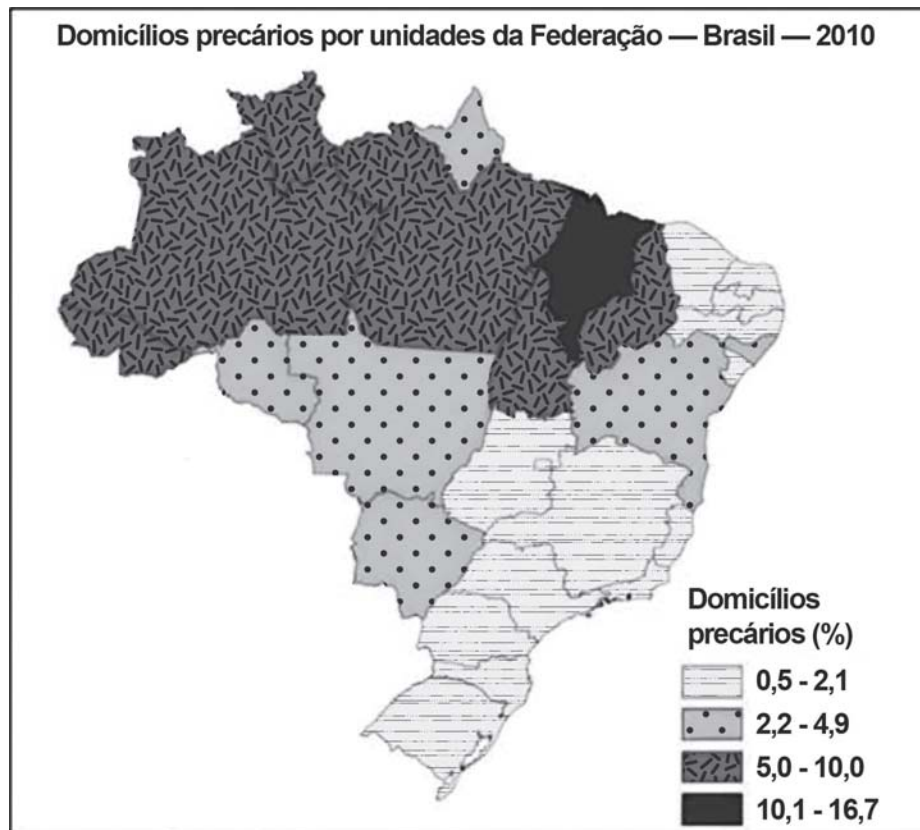 Domicílios precários por unidades da Federação — Brasil — 2010
Domicílios
precários (%)
0,5 - 2,1
2,2 - 4,9
5,0 - 10,0
10,1 - 16,7